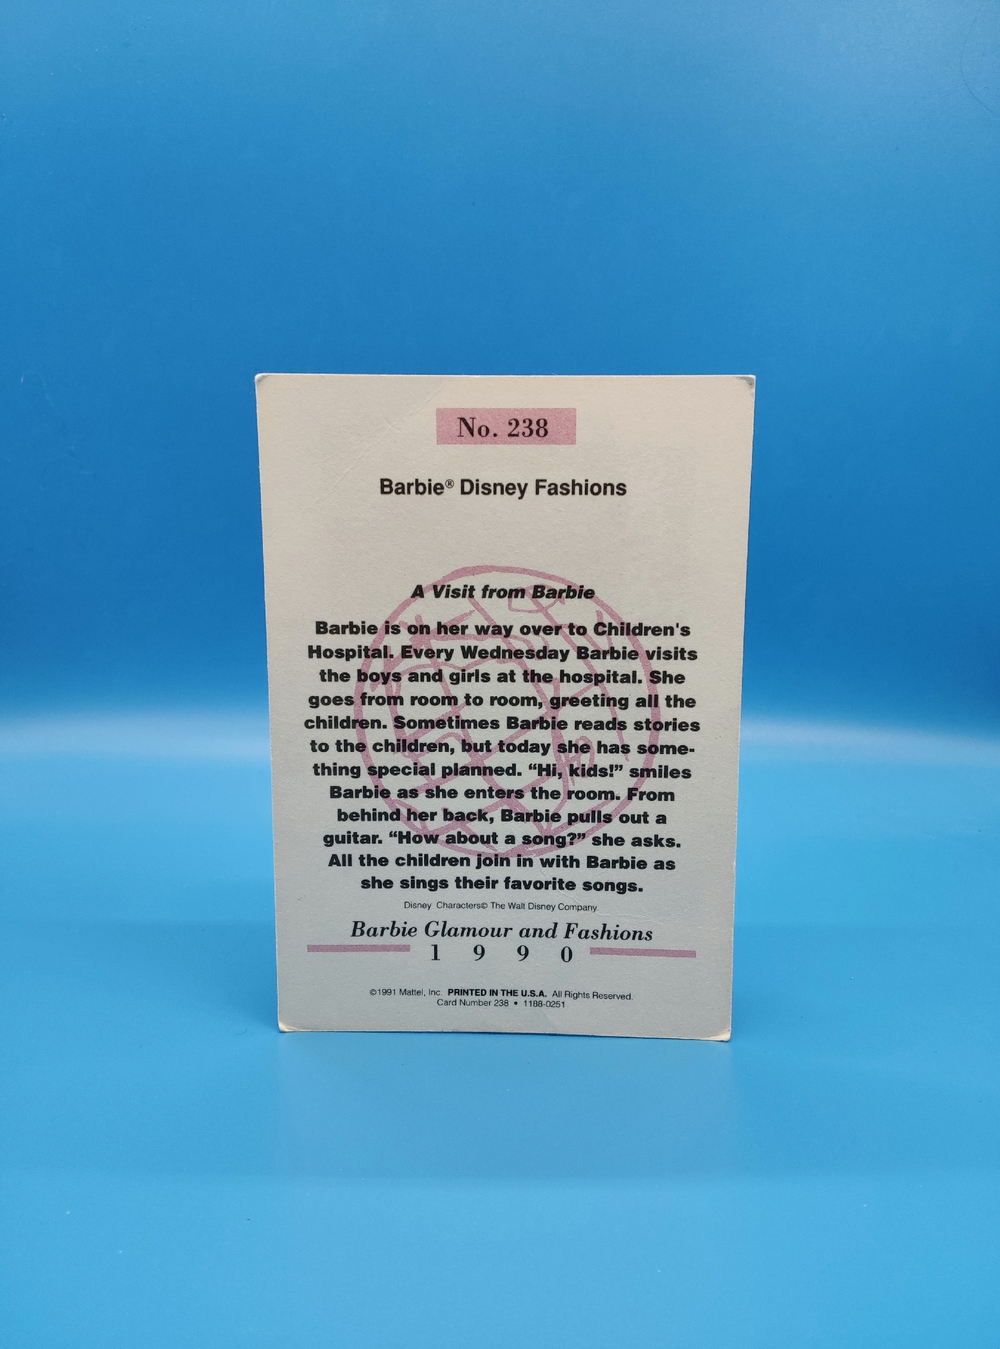 No. 238
Barbie® Disney Fashions
A Visit from Barbie
Barbie is on her way over to Children's
Hospital. Every Wednesday Barbie visits
the boys and girls at the hospital. She
goes from room to room, greeting all the
children. Sometimes Barbie reads stories
to the children, but today she has some-
thing special planned. “Hi, kids!” smiles
Barbie as she enters the room. From
behind her back, Barbie pulls out a
guitar. “How about a song?” she asks.
All the children join in with Barbie as
she sings their favorite songs.
Disney Characters© The Walt Disney Company.
Barbie Glamour and Fashions
1 9 9 0
©1991 Mattel, Inc. PRINTED IN THE U.S.A. All Rights Reserved.
Card Number 238 • 1188-0251